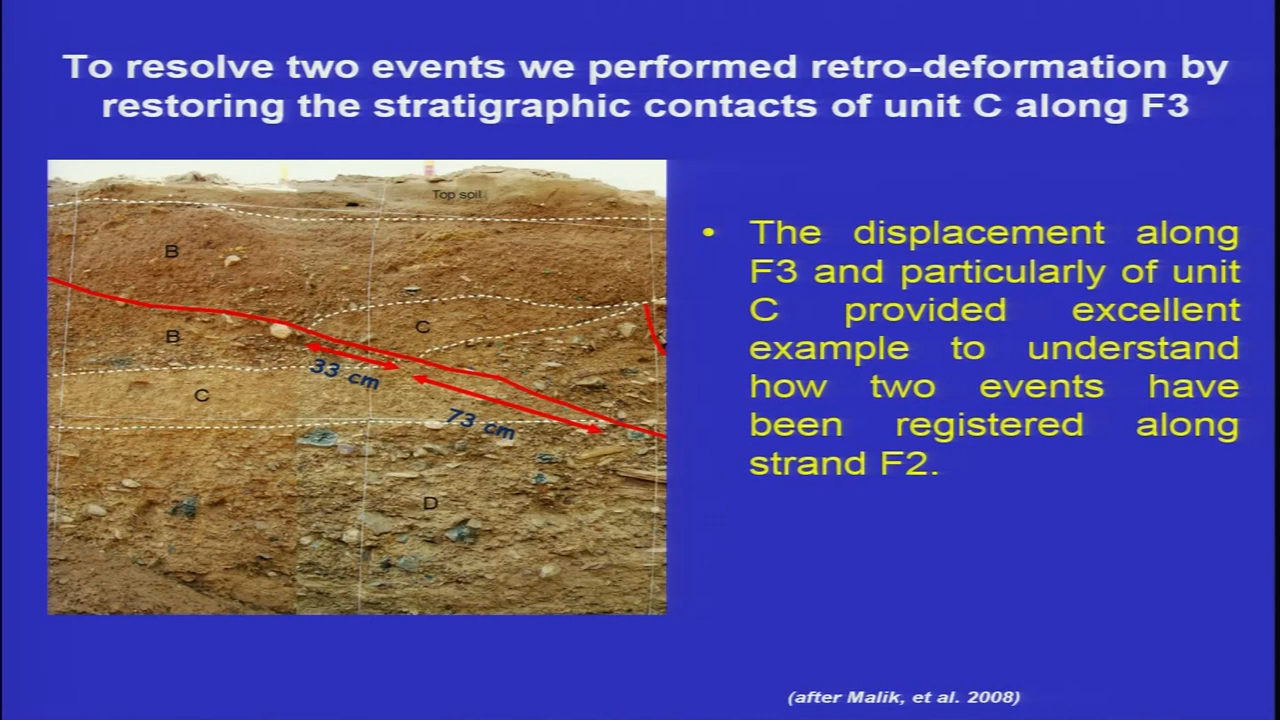 To resolve two events we performed retro-deformation by
restoring the stratigraphic contacts of unit C along F3
Top soil
B
C
B
33 cm
C
73 cm
D
• The displacement along
F3 and particularly of unit
C provided excellent
example to understand
how two events have
been registered along
strand F2.
(after Malik, et al. 2008)